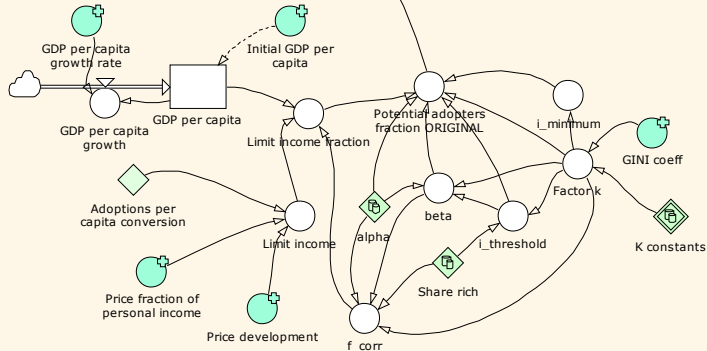 GDP per capita
growth rate
Initial GDP per
capita
GDP per capita
growth
GDP per capita
Limit income fraction
Potential adopters
fraction ORIGINAL
i_minimum
GINI coeff
Factor k
Adoptions per
capita conversion
Limit income
alpha
beta
i_threshold
K constants
Share rich
Price fraction of
personal income
Price development
f_corr